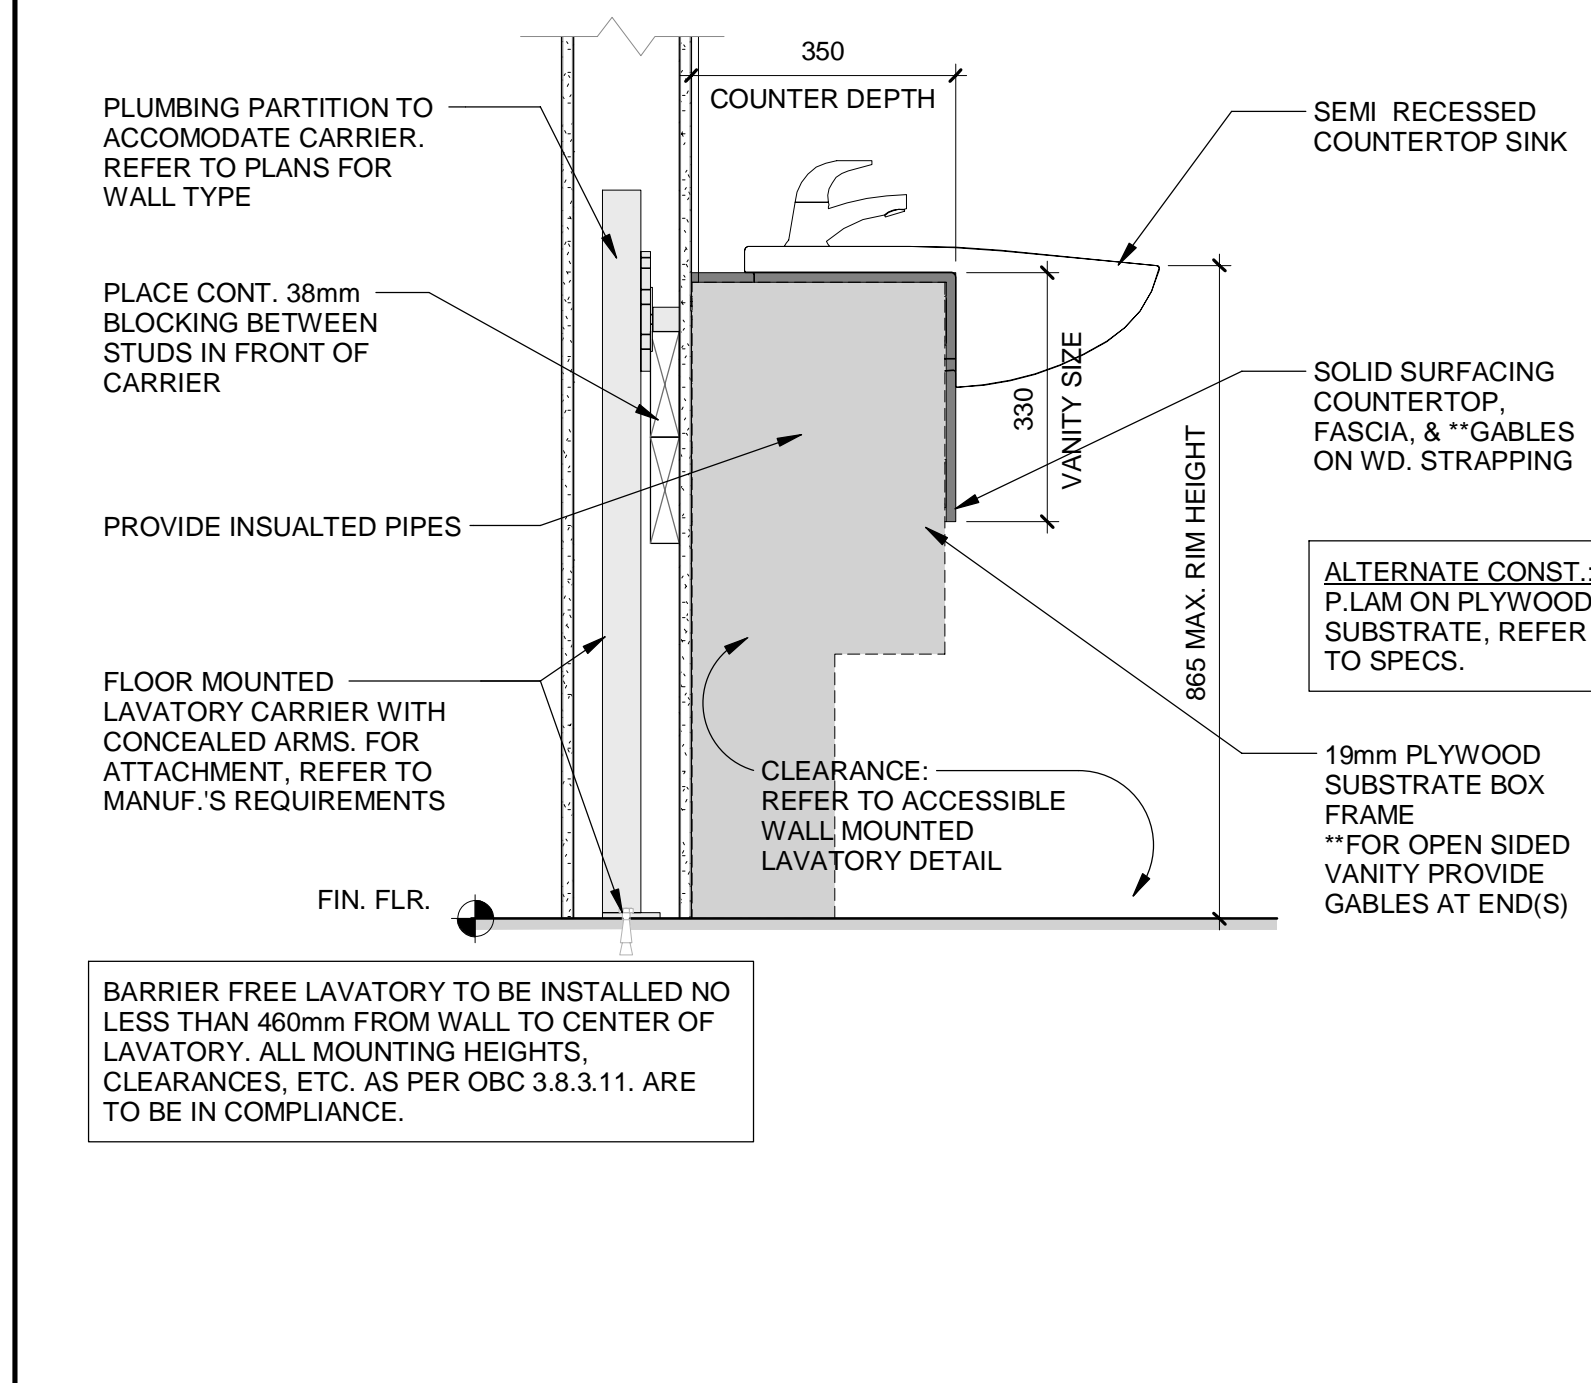 350
COUNTER DEPTH
PLUMBING PARTITION TO
ACCOMODATE CARRIER.
REFER TO PLANS FOR
WALL TYPE
SEMI RECESSED
COUNTERTOP SINK
PLACE CONT. 38mm
BLOCKING BETWEEN
STUDS IN FRONT OF
CARRIER
330
VANITY SIZE
SOLID SURFACING
COUNTERTOP,
FASCIA, & **GABLES
ON WD. STRAPPING
PROVIDE INSUALTED PIPES
865 MAX. RIM HEIGHT
ALTERNATE CONST.:
P.LAM ON PLYWOOD
SUBSTRATE, REFER
TO SPECS.
FLOOR MOUNTED
LAVATORY CARRIER WITH
CONCEALED ARMS. FOR
ATTACHMENT, REFER TO
MANUF.'S REQUIREMENTS
CLEARANCE:
REFER TO ACCESSIBLE
WALL MOUNTED
LAVATORY DETAIL
19mm PLYWOOD
SUBSTRATE BOX
FRAME
**FOR OPEN SIDED
VANITY PROVIDE
GABLES AT END(S)
FIN. FLR.
BARRIER FREE LAVATORY TO BE INSTALLED NO
LESS THAN 460mm FROM WALL TO CENTER OF
LAVATORY. ALL MOUNTING HEIGHTS,
CLEARANCES, ETC. AS PER OBC 3.8.3.11. ARE
TO BE IN COMPLIANCE.